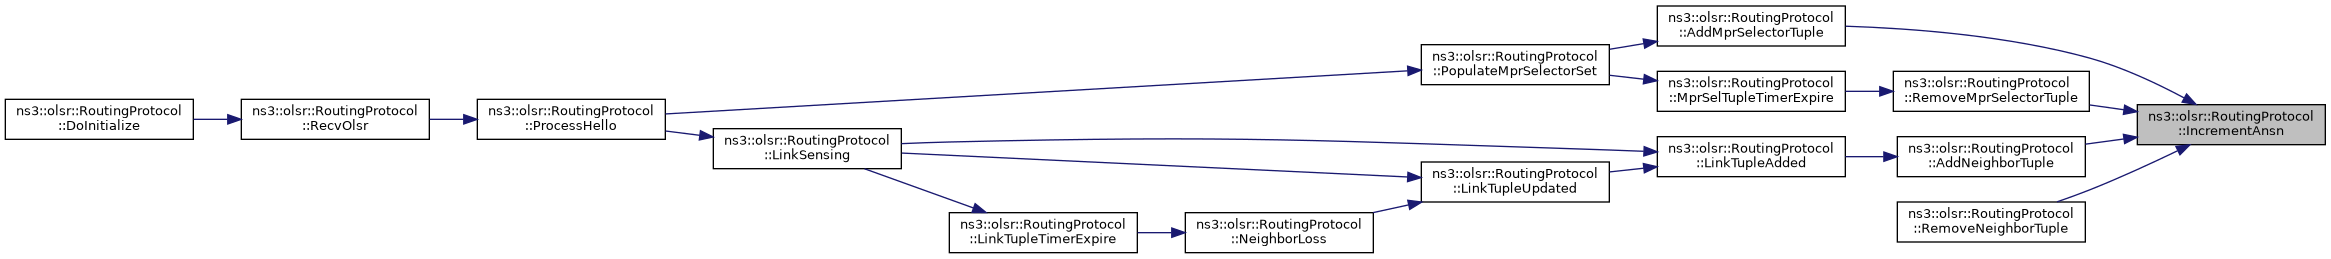 ns3::olsr::RoutingProtocol
::DoInitialize
ns3::olsr::RoutingProtocol
::RecvOlsr
ns3::olsr::RoutingProtocol
::ProcessHello
ns3::olsr::RoutingProtocol
::LinkSensing
ns3::olsr::RoutingProtocol
::LinkTupleTimerExpire
ns3::olsr::RoutingProtocol
::NeighborLoss
ns3::olsr::RoutingProtocol
::PopulateMprSelectorSet
ns3::olsr::RoutingProtocol
::LinkTupleUpdated
ns3::olsr::RoutingProtocol
::AddMprSelectorTuple
ns3::olsr::RoutingProtocol
::MprSelTupleTimerExpire
ns3::olsr::RoutingProtocol
::LinkTupleAdded
ns3::olsr::RoutingProtocol
::RemoveMprSelectorTuple
ns3::olsr::RoutingProtocol
::AddNeighborTuple
ns3::olsr::RoutingProtocol
::RemoveNeighborTuple
ns3::olsr::RoutingProtocol
::IncrementAnsn